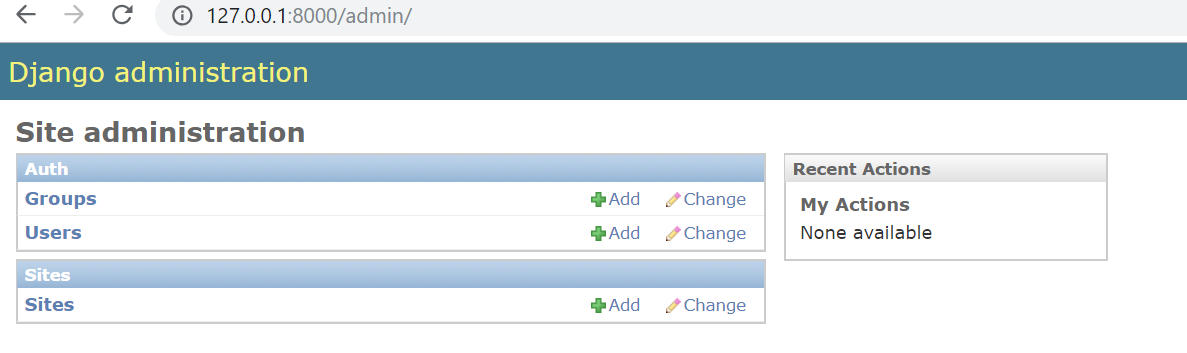 127.0.0.1:8000/admin/
Django administration
Site administration
Auth
Groups Add Change
Users Add Change
Sites
Sites Add Change
Recent Actions
My Actions
None available